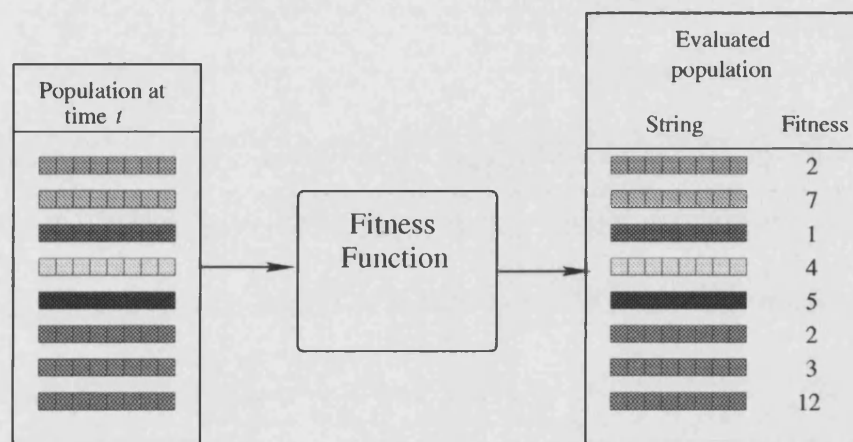 Population at
time t
Fitness
Function
Evaluated
population
String Fitness
2
7
1
4
5
2
3
12